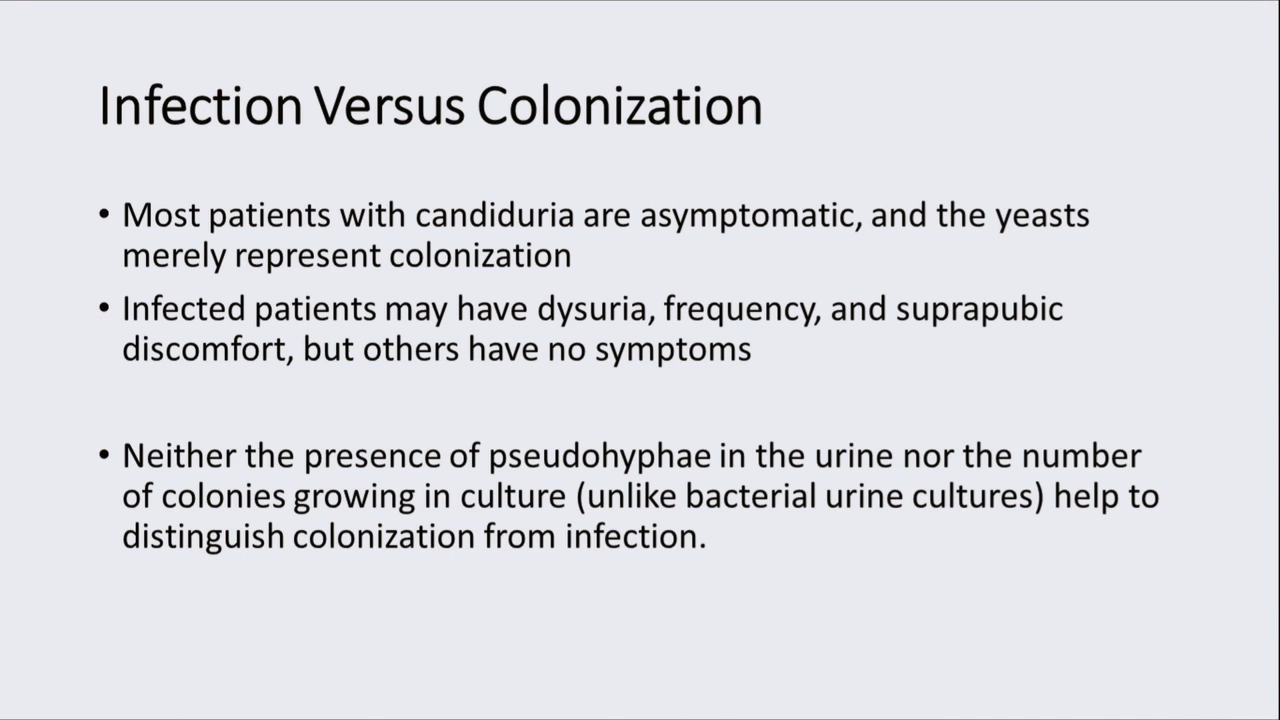 Infection Versus Colonization
• Most patients with candiduria are asymptomatic, and the yeasts
merely represent colonization
• Infected patients may have dysuria, frequency, and suprapubic
discomfort, but others have no symptoms
• Neither the presence of pseudohyphae in the urine nor the number
of colonies growing in culture (unlike bacterial urine cultures) help to
distinguish colonization from infection.